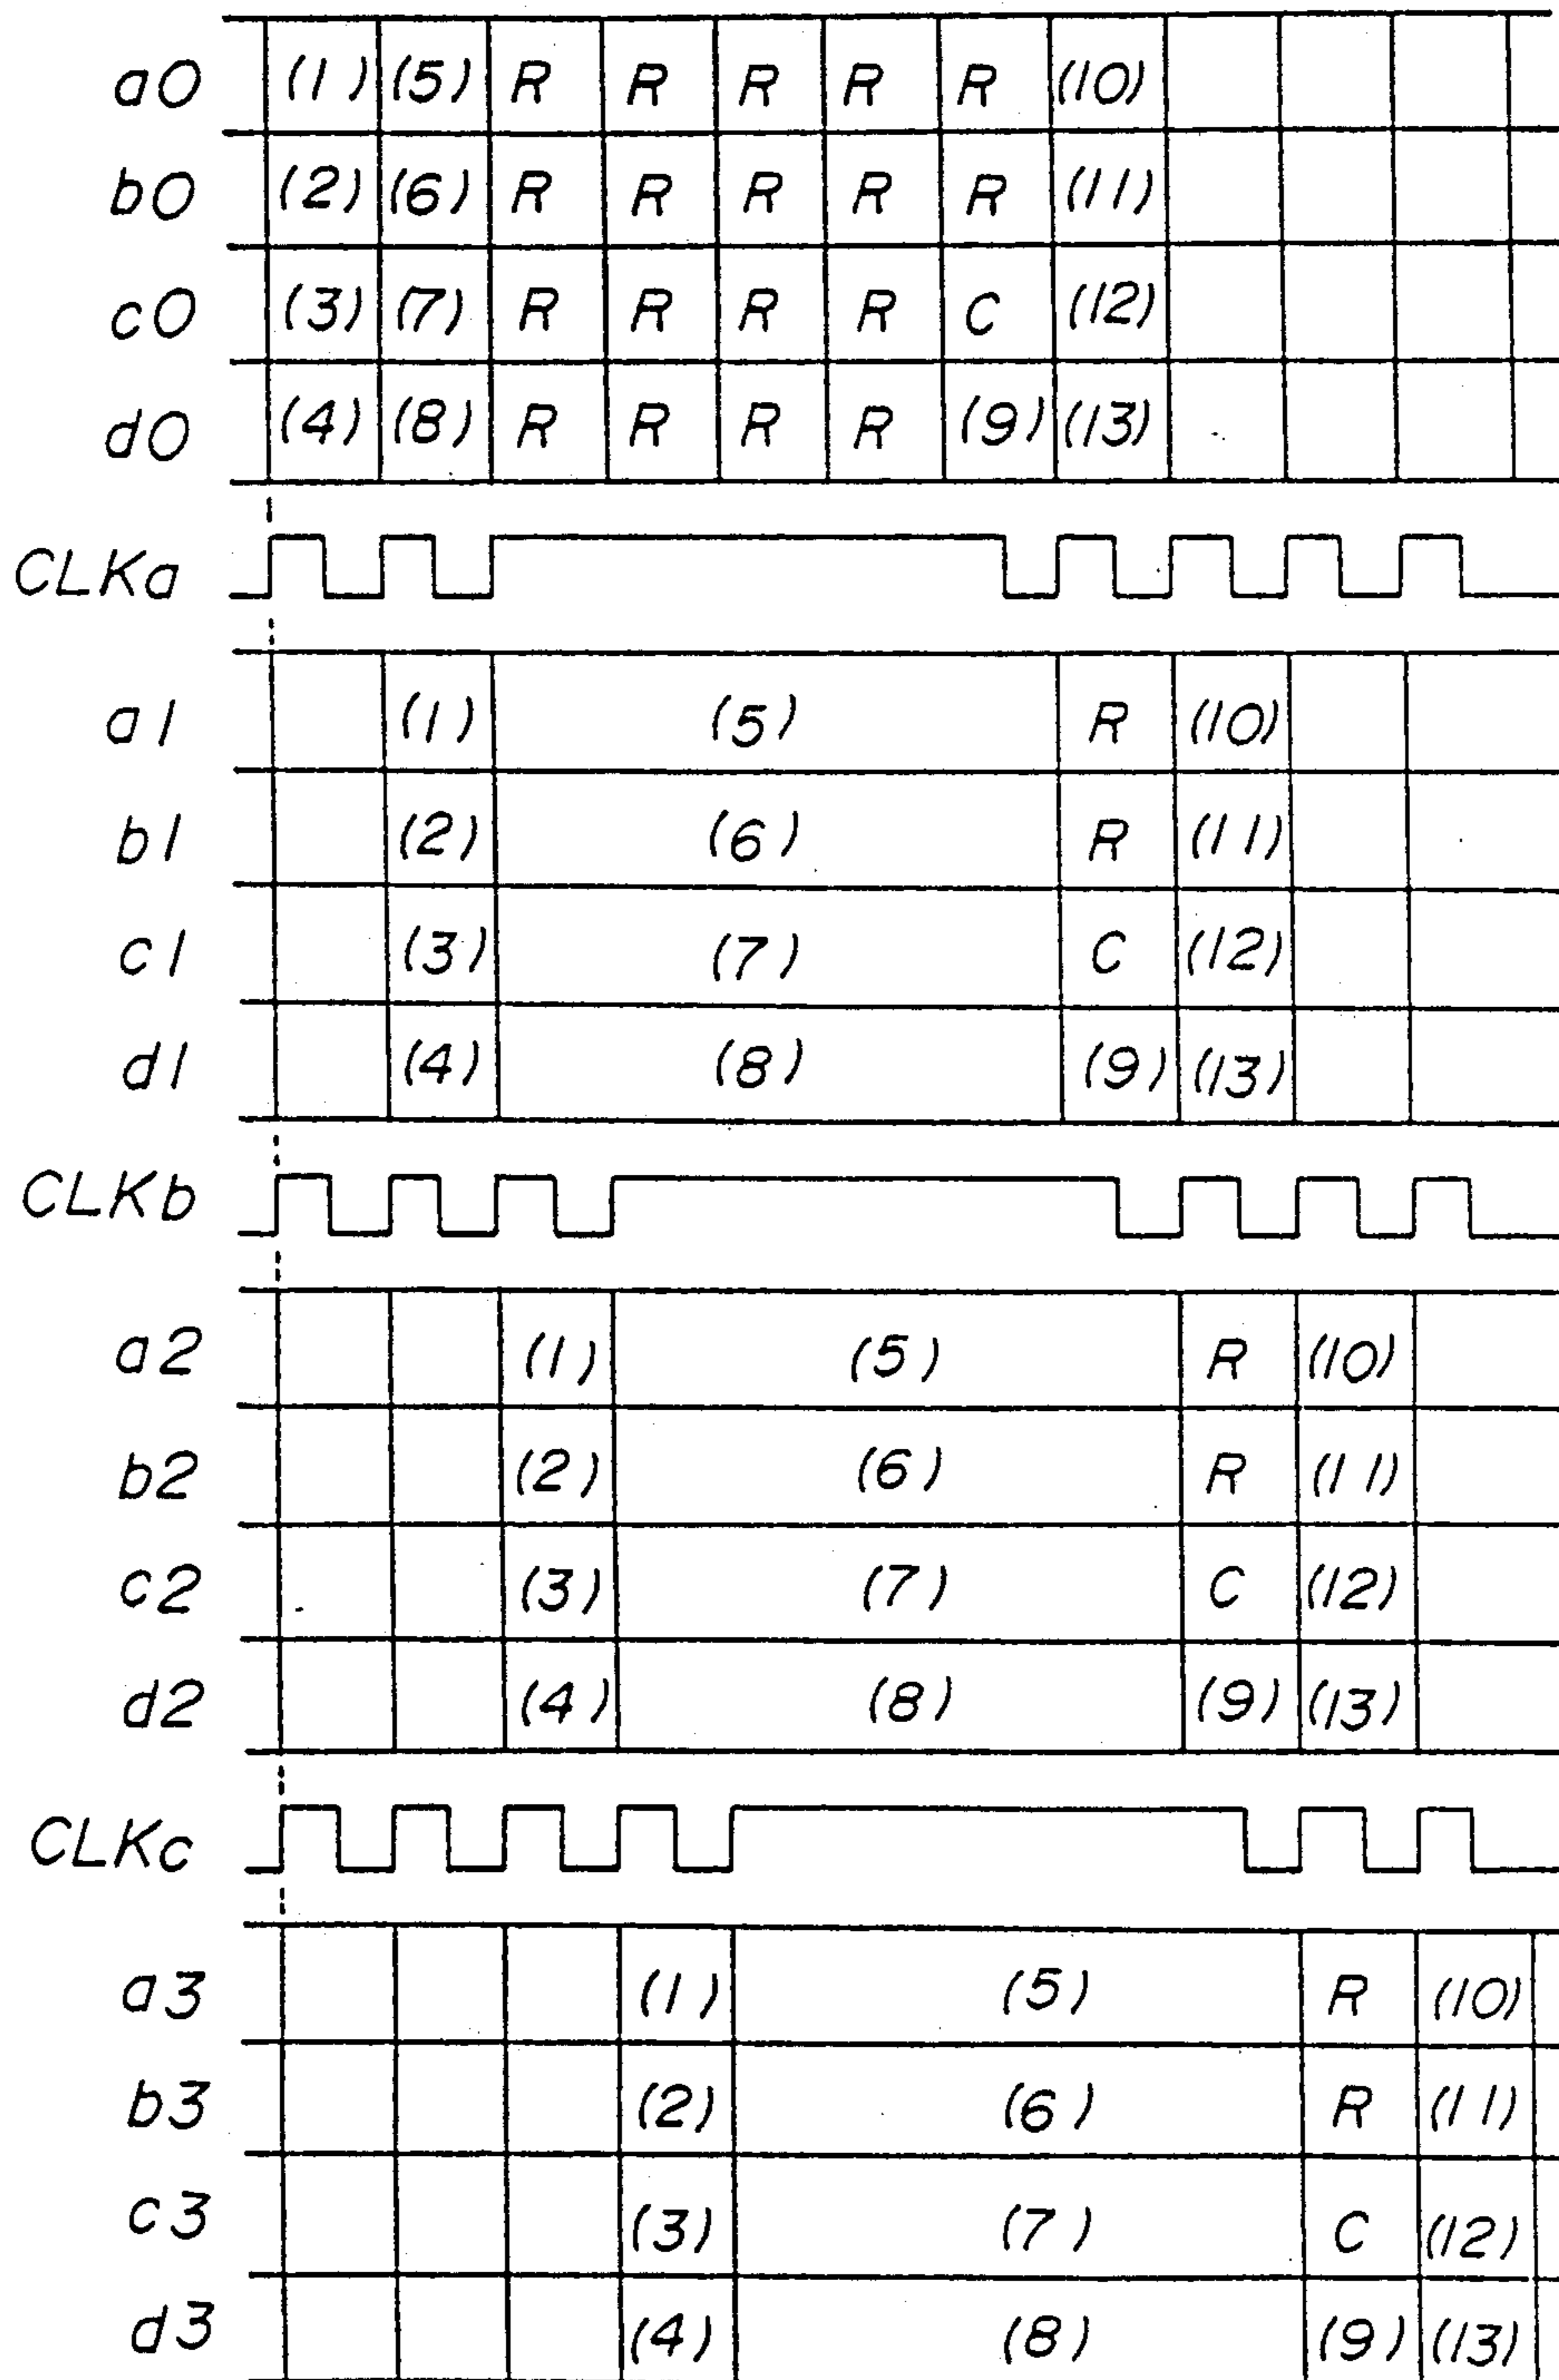 a0 (1) (5) R R R R R (10)
b0 (2) (6) R R R R R (11)
c0 (3) (7) R R R R C (12)
d0 (4) (8) R R R R (9) (13)
CLKa
a1 (1) (5) R (10)
b1 (2) (6) R (11)
c1 (3) (7) C (12)
d1 (4) (8) (9) (13)
CLKb
a2 (1) (5) R (10)
b2 (2) (6) R (11)
c2 (3) (7) C (12)
d2 (4) (8) (9) (13)
CLKc
a3 (1) (5) R (10)
b3 (2) (6) R (11)
c3 (3) (7) C (12)
d3 (4) (8) (9) (13)